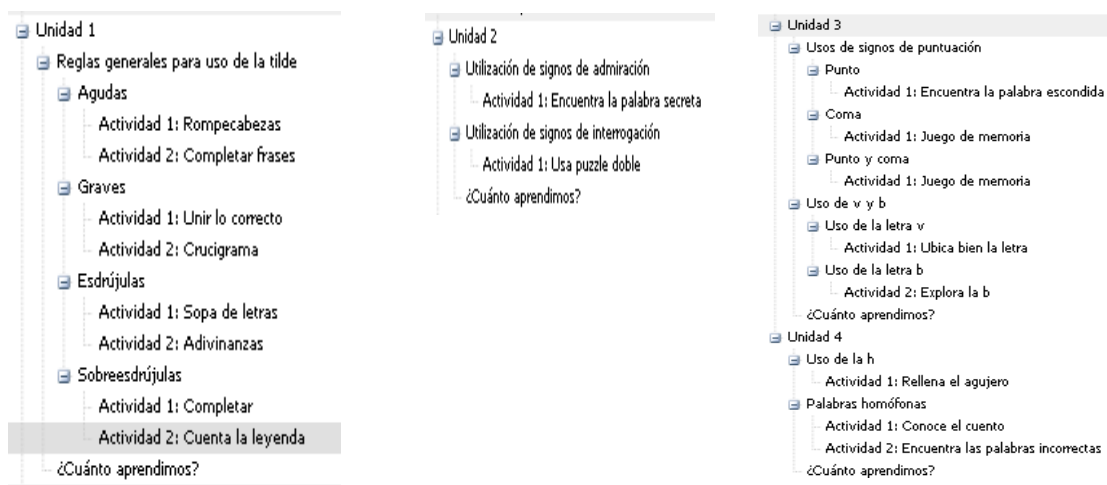 Unidad 1
Reglas generales para uso de la tilde
Agudas
Actividad 1: Rompecabezas
Actividad 2: Completar frases
Graves
Actividad 1: Unir lo correcto
Actividad 2: Crucigrama
Esdrújulas
Actividad 1: Sopa de letras
Actividad 2: Adivinanzas
Sobreesdrújulas
Actividad 1: Completar
Actividad 2: Cuenta la leyenda
¿Cuánto aprendimos?
Unidad 2
Utilización de signos de admiración
Actividad 1: Encuentra la palabra secreta
Utilización de signos de interrogación
Actividad 1: Usa puzzle doble
¿Cuánto aprendimos?
Unidad 3
Usos de signos de puntuación
Punto
Actividad 1: Encuentra la palabra escondida
Coma
Actividad 1: Juego de memoria
Punto y coma
Actividad 1: Juego de memoria
Uso de v y b
Uso de la letra v
Actividad 1: Ubica bien la letra
Uso de la letra b
Actividad 2: Explora la b
¿Cuánto aprendimos?
Unidad 4
Uso de la h
Actividad 1: Rellena el agujero
Palabras homófonas
Actividad 1: Conoce el cuento
Actividad 2: Encuentra las palabras incorrectas
¿Cuánto aprendimos?